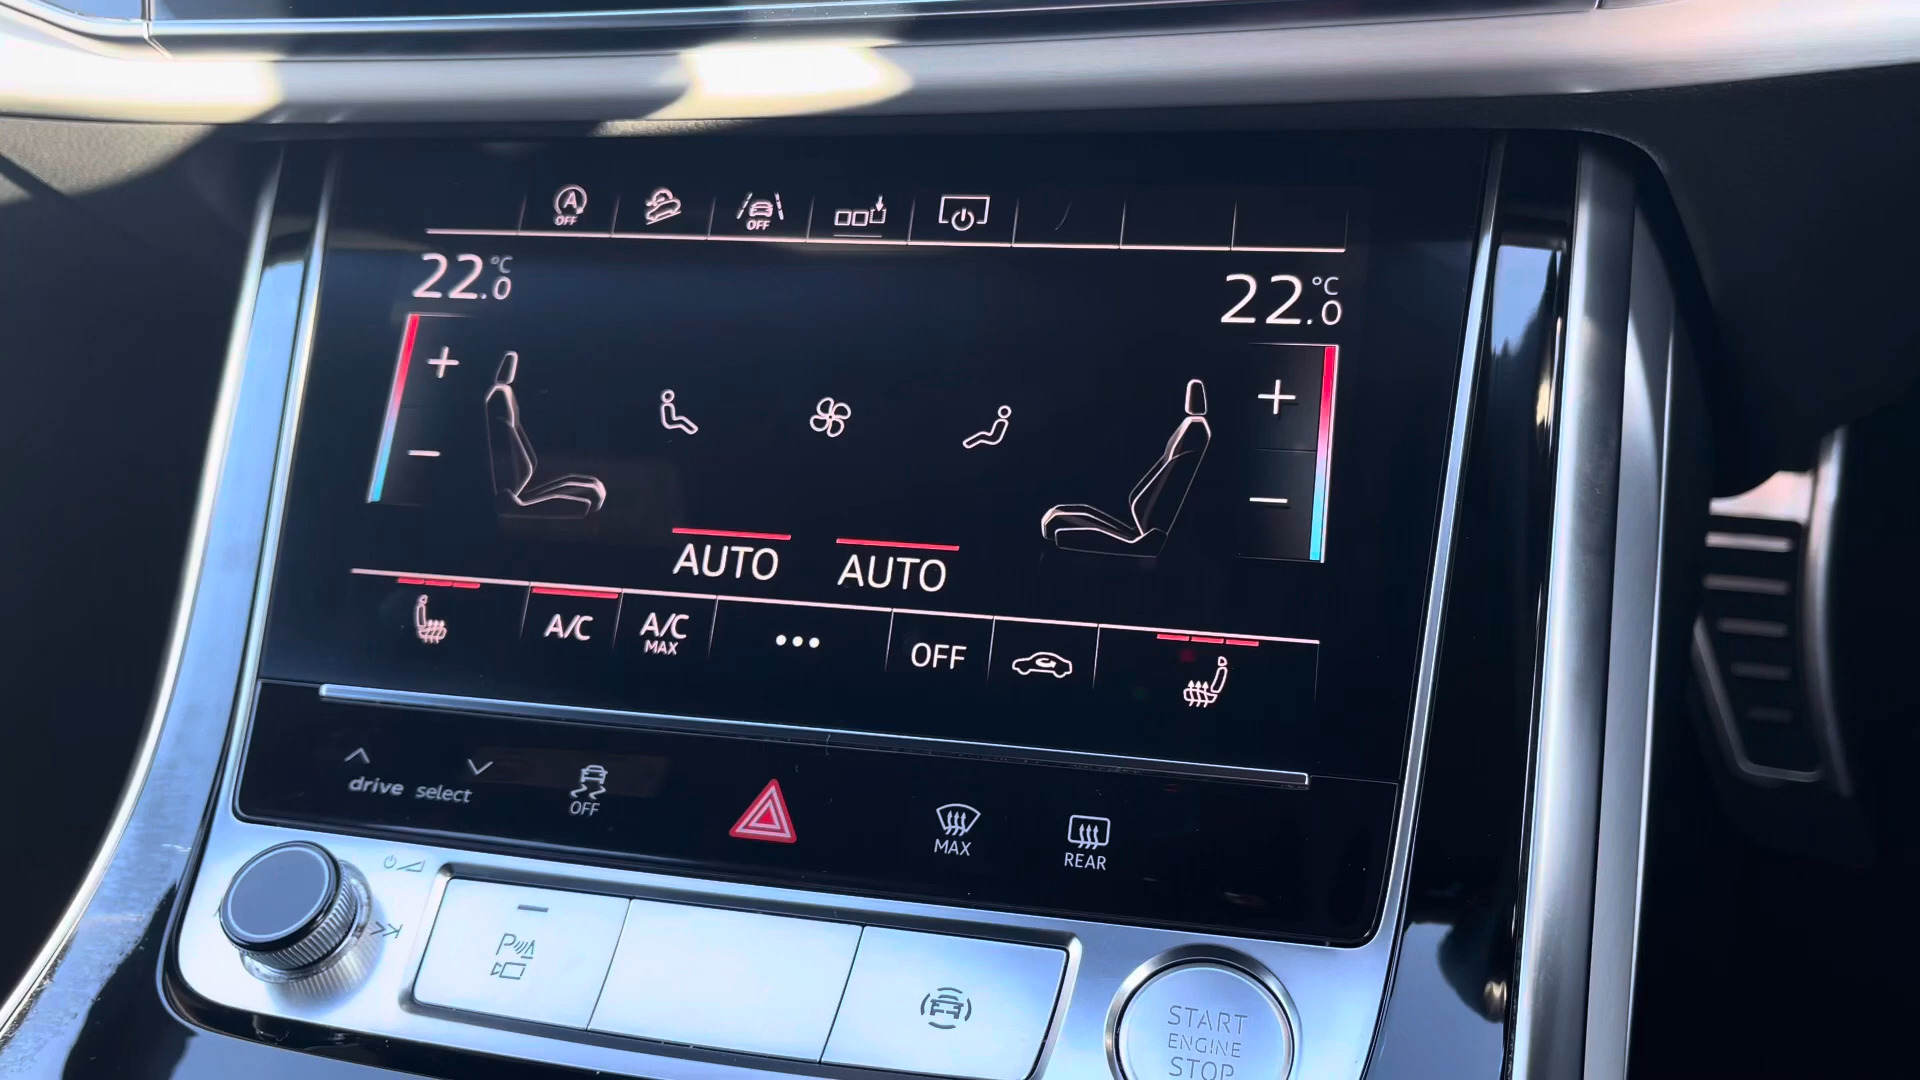 A
OFF
OFF
22.0 °C
22.0 °C
+
+
−
−
AUTO AUTO
A/C
A/C
MAX
•••
OFF
drive select
OFF
MAX
REAR
P
START
ENGINE
STOP